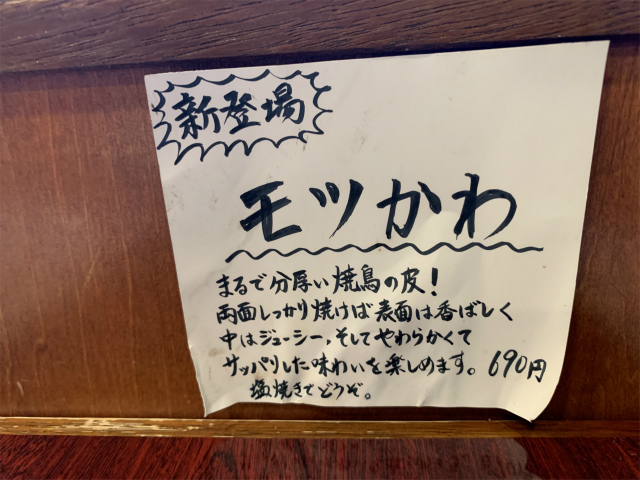 新登場
モツかわ
まるで分厚い焼鳥の皮!
両面しっかり焼けば表面は香ばしく
中はジューシー、そしてやわらかくて
サッパリした味わいを楽しめます。690円
塩焼きでどうぞ。